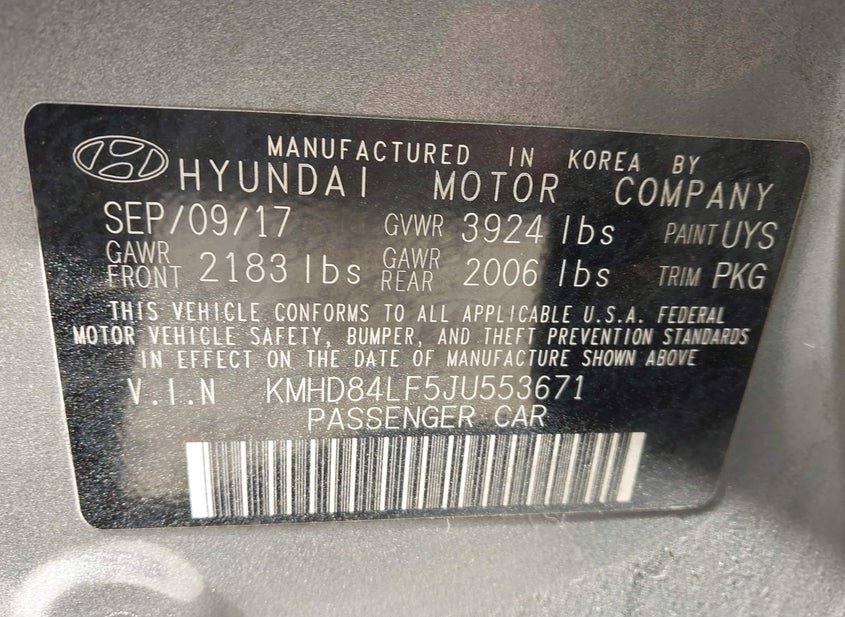 MANUFACTURED IN KOREA BY
HYUNDAI MOTOR COMPANY
SEP/09/17 GVWR 3924 lbs PAINT UYS
GAWR FRONT 2183 lbs GAWR REAR 2006 lbs TRIM PKG
THIS VEHICLE CONFORMS TO ALL APPLICABLE U.S.A. FEDERAL
MOTOR VEHICLE SAFETY, BUMPER, AND THEFT PREVENTION STANDARDS
IN EFFECT ON THE DATE OF MANUFACTURE SHOWN ABOVE
V.I.N KMHD84LF5JU553671
PASSENGER CAR